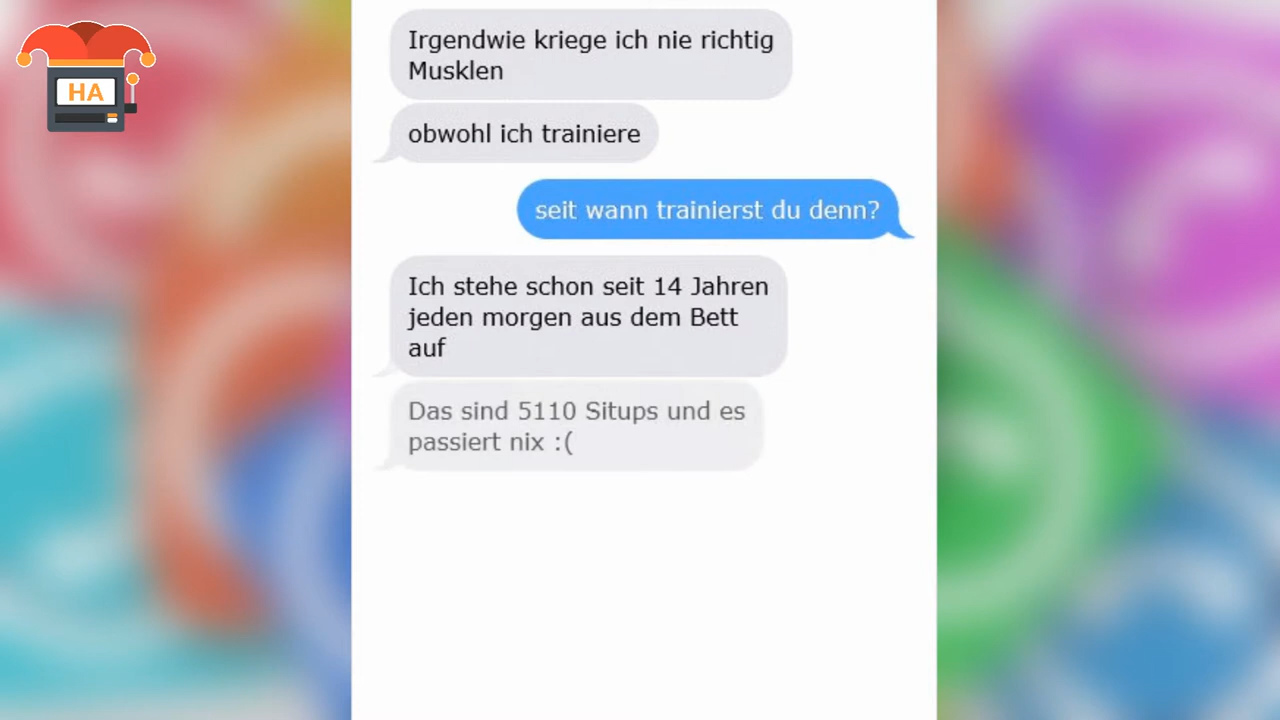 HA
Irgendwie kriege ich nie richtig
Musklen
obwohl ich trainiere
seit wann trainierst du denn?
Ich stehe schon seit 14 Jahren
jeden morgen aus dem Bett
auf
Das sind 5110 Situps und es
passiert nix :(